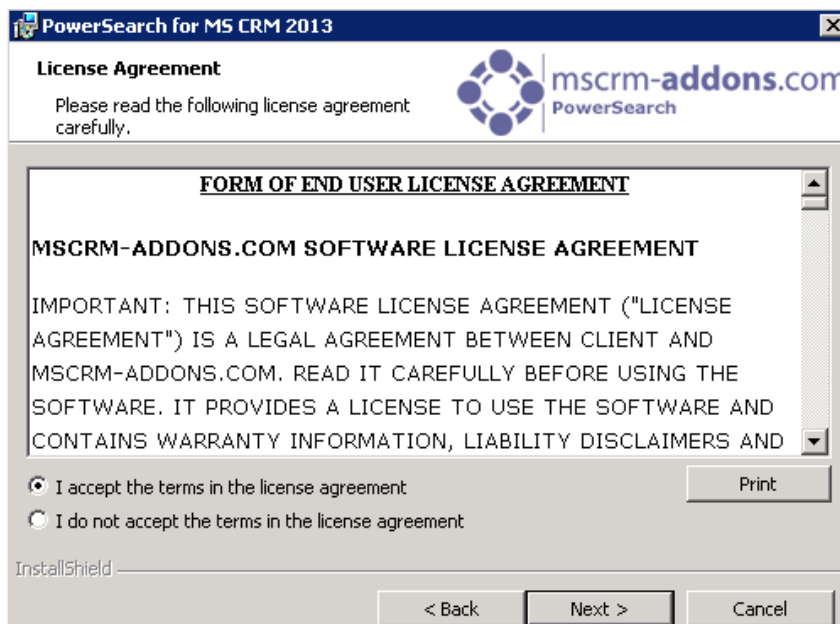 PowerSearch for MS CRM 2013
License Agreement
Please read the following license agreement
carefully.
mscrm-addons.com
PowerSearch
FORM OF END USER LICENSE AGREEMENT
MSCRM-ADDONS.COM SOFTWARE LICENSE AGREEMENT
IMPORTANT: THIS SOFTWARE LICENSE AGREEMENT ("LICENSE
AGREEMENT") IS A LEGAL AGREEMENT BETWEEN CLIENT AND
MSCRM-ADDONS.COM. READ IT CAREFULLY BEFORE USING THE
SOFTWARE. IT PROVIDES A LICENSE TO USE THE SOFTWARE AND
CONTAINS WARRANTY INFORMATION, LIABILITY DISCLAIMERS AND
I accept the terms in the license agreement
Print
I do not accept the terms in the license agreement
InstallShield
< Back
Next >
Cancel